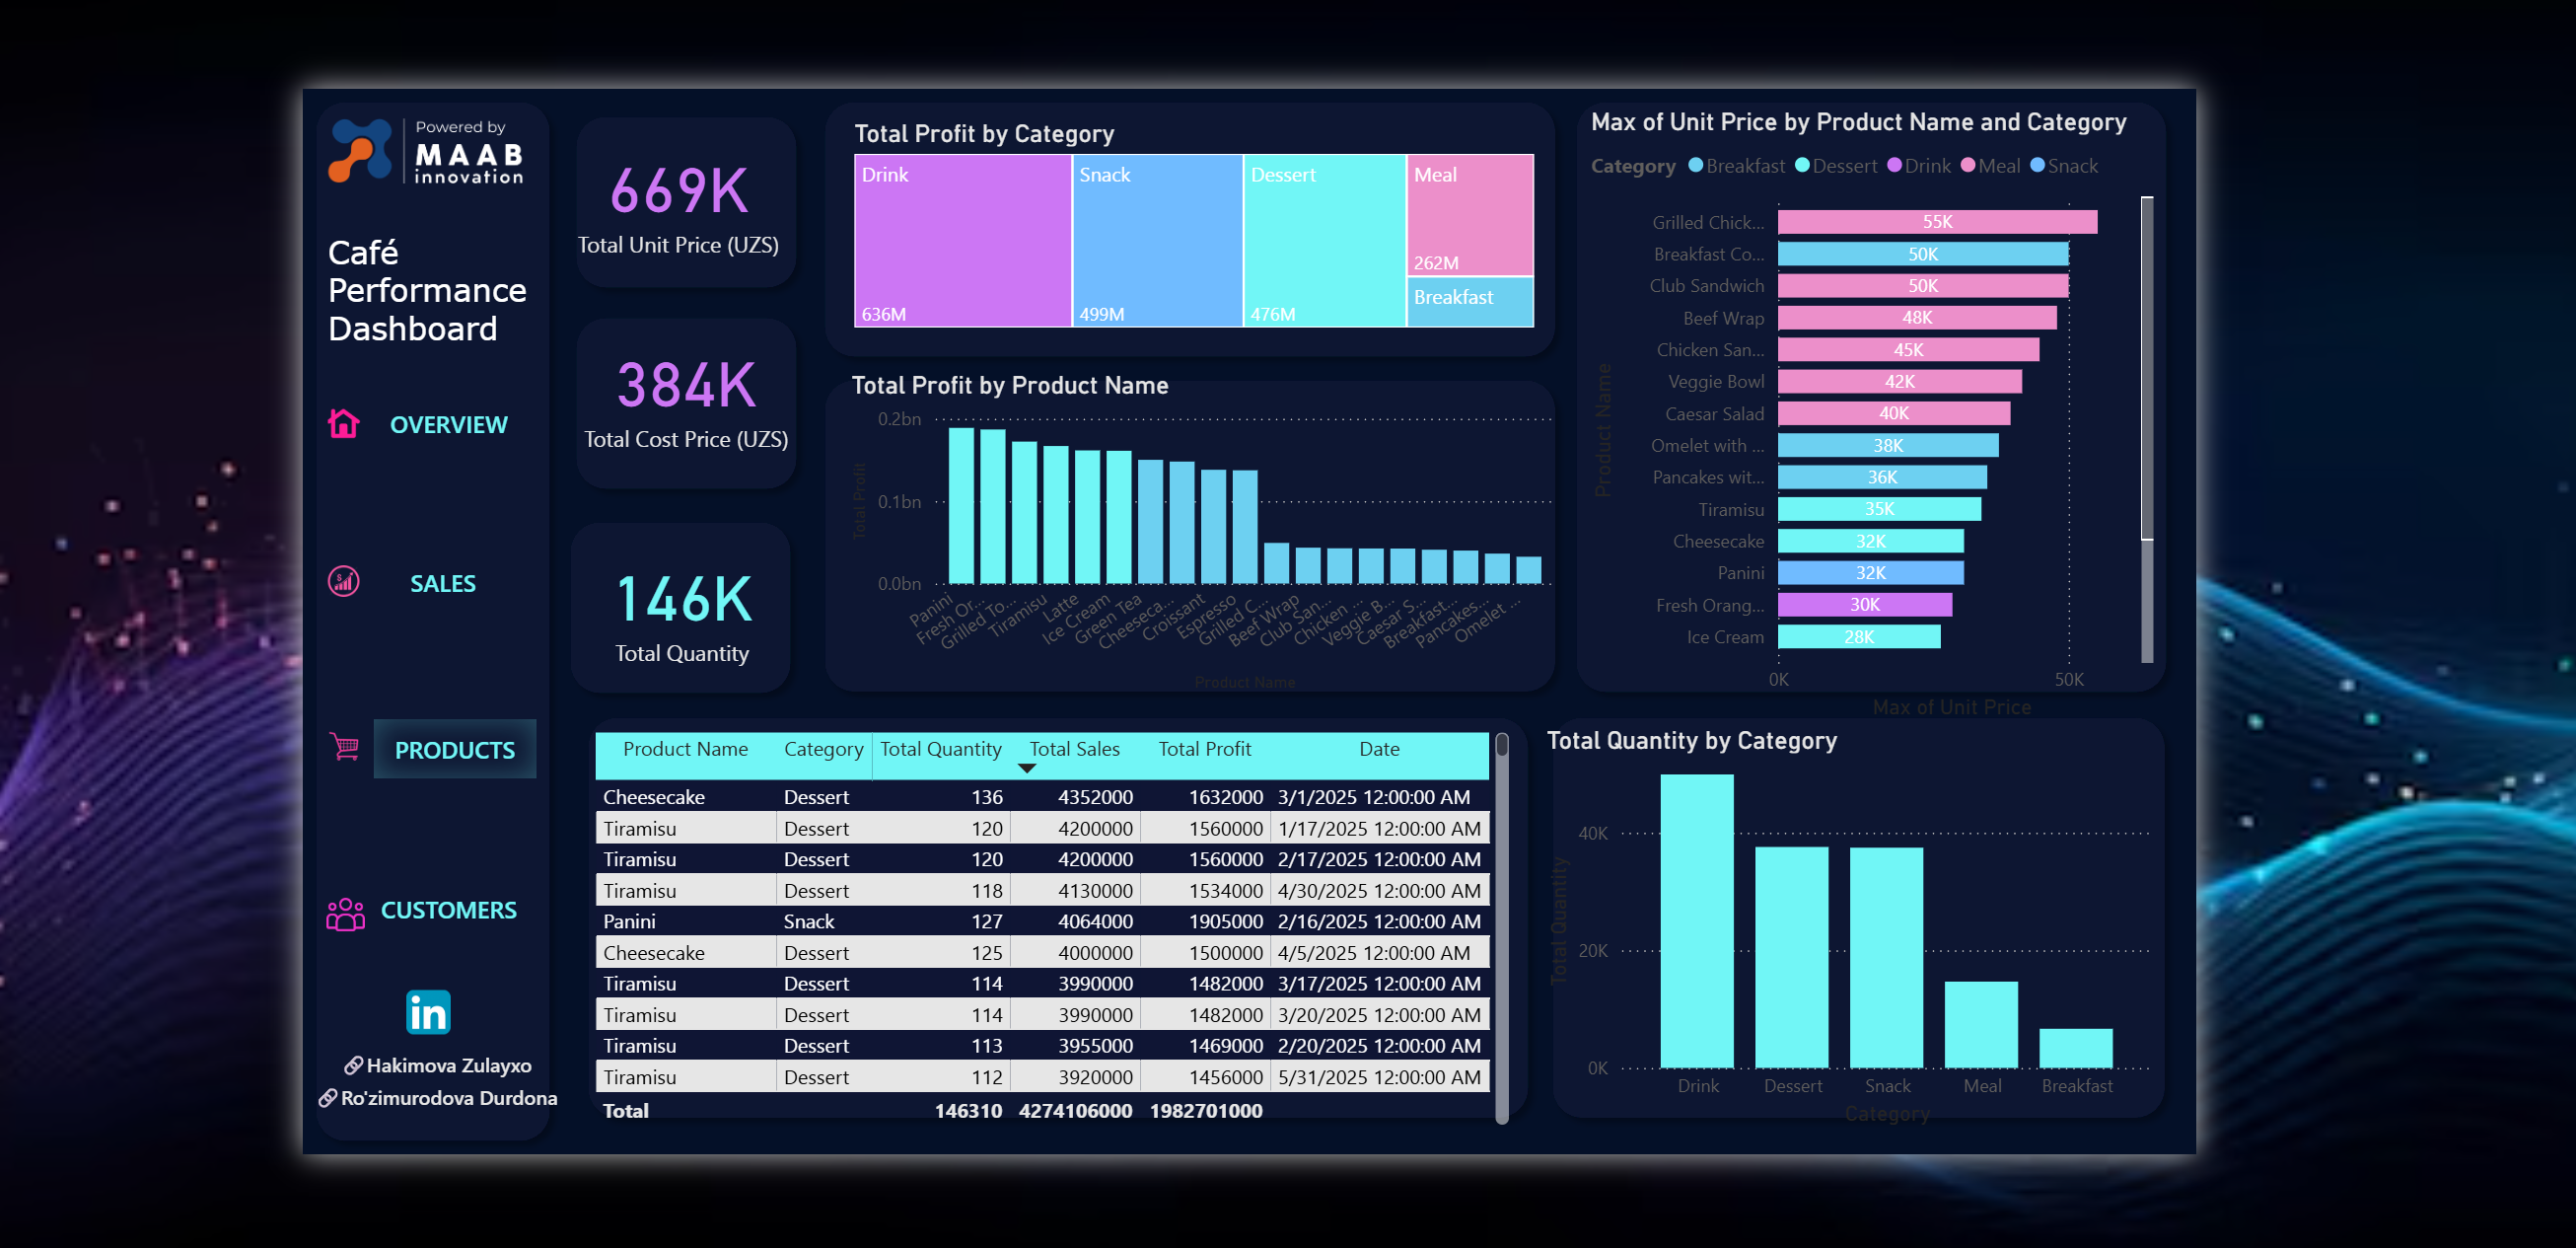 Powered by
MAAB
innovation
Café
Performance
Dashboard
OVERVIEW
SALES
PRODUCTS
CUSTOMERS
in
Hakimova Zulayxo
Ro'zimurodova Durdona
669K
Total Unit Price (UZS)
384K
Total Cost Price (UZS)
146K
Total Quantity
Total Profit by Category
Drink
636M
Snack
499M
Dessert
476M
Meal
262M
Breakfast
Total Profit by Product Name
Total Profit
0.2bn
0.1bn
0.0bn
Panini
Fresh Or...
Grilled To...
Tiramisu
Latte
Ice Cream
Green Tea
Cheeseca...
Croissant
Espresso
Grilled C...
Beef Wrap
Club San...
Chicken ...
Veggie B...
Caesar S...
Breakfast...
Pancakes...
Omelet ...
Product Name
Max of Unit Price by Product Name and Category
Category Breakfast Dessert Drink Meal Snack
Product Name
Grilled Chick... 55K
Breakfast Co... 50K
Club Sandwich 50K
Beef Wrap 48K
Chicken San... 45K
Veggie Bowl 42K
Caesar Salad 40K
Omelet with ... 38K
Pancakes wit... 36K
Tiramisu 35K
Cheesecake 32K
Panini 32K
Fresh Orang... 30K
Ice Cream 28K
0K 50K
Max of Unit Price
Product Name Category Total Quantity Total Sales Total Profit Date
Cheesecake Dessert 136 4352000 1632000 3/1/2025 12:00:00 AM
Tiramisu Dessert 120 4200000 1560000 1/17/2025 12:00:00 AM
Tiramisu Dessert 120 4200000 1560000 2/17/2025 12:00:00 AM
Tiramisu Dessert 118 4130000 1534000 4/30/2025 12:00:00 AM
Panini Snack 127 4064000 1905000 2/16/2025 12:00:00 AM
Cheesecake Dessert 125 4000000 1500000 4/5/2025 12:00:00 AM
Tiramisu Dessert 114 3990000 1482000 3/17/2025 12:00:00 AM
Tiramisu Dessert 114 3990000 1482000 3/20/2025 12:00:00 AM
Tiramisu Dessert 113 3955000 1469000 2/20/2025 12:00:00 AM
Tiramisu Dessert 112 3920000 1456000 5/31/2025 12:00:00 AM
Total 146310 4274106000 1982701000
Total Quantity by Category
Total Quantity
40K
20K
0K
Drink Dessert Snack Meal Breakfast
Category